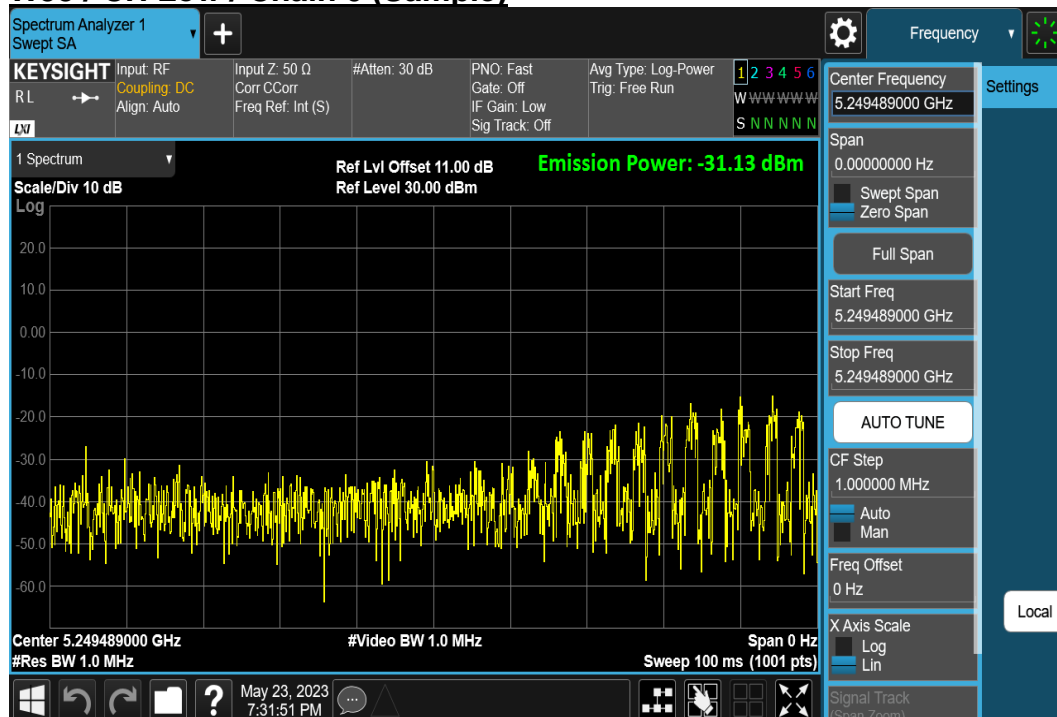 Spectrum Analyzer 1
Swept SA
+
Frequency
KEYSIGHT
R L
LXI
Input: RF
Coupling: DC
Align: Auto
Input Z: 50 Ω
Corr CCorr
Freq Ref: Int (S)
#Atten: 30 dB
PNO: Fast
Gate: Off
IF Gain: Low
Sig Track: Off
Avg Type: Log-Power
Trig: Free Run
1 2 3 4 5 6
W W W W W W
S N N N N N
1 Spectrum
Scale/Div 10 dB
Log
Ref Lvl Offset 11.00 dB
Ref Level 30.00 dBm
Emission Power: -31.13 dBm
20.0
10.0
0.00
-10.0
-20.0
-30.0
-40.0
-50.0
-60.0
Center 5.249489000 GHz
#Res BW 1.0 MHz
#Video BW 1.0 MHz
Span 0 Hz
Sweep 100 ms (1001 pts)
?
May 23, 2023
7:31:51 PM
Center Frequency
5.249489000 GHz
Span
0.00000000 Hz
Swept Span
Zero Span
Full Span
Start Freq
5.249489000 GHz
Stop Freq
5.249489000 GHz
AUTO TUNE
CF Step
1.000000 MHz
Auto
Man
Freq Offset
0 Hz
X Axis Scale
Log
Lin
Signal Track
(Span Zoom)
Settings
Local